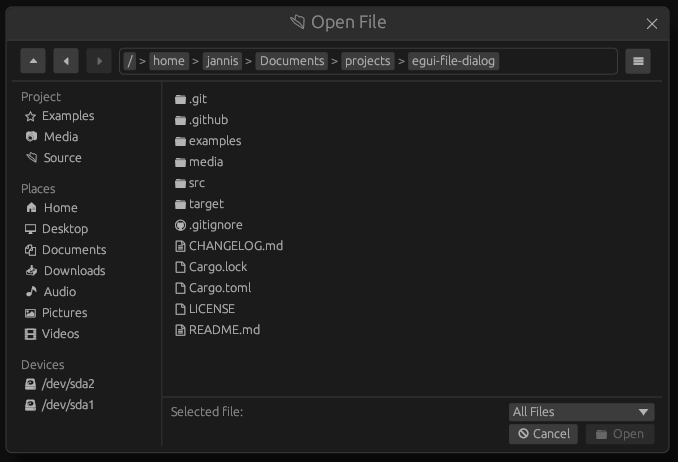 Open File
/ > home > jannis > Documents > projects > egui-file-dialog
Project
Examples
Media
Source
Places
Home
Desktop
Documents
Downloads
Audio
Pictures
Videos
Devices
/dev/sda2
/dev/sda1
.git
.github
examples
media
src
target
.gitignore
CHANGELOG.md
Cargo.lock
Cargo.toml
LICENSE
README.md
Selected file:
All Files
Cancel
Open